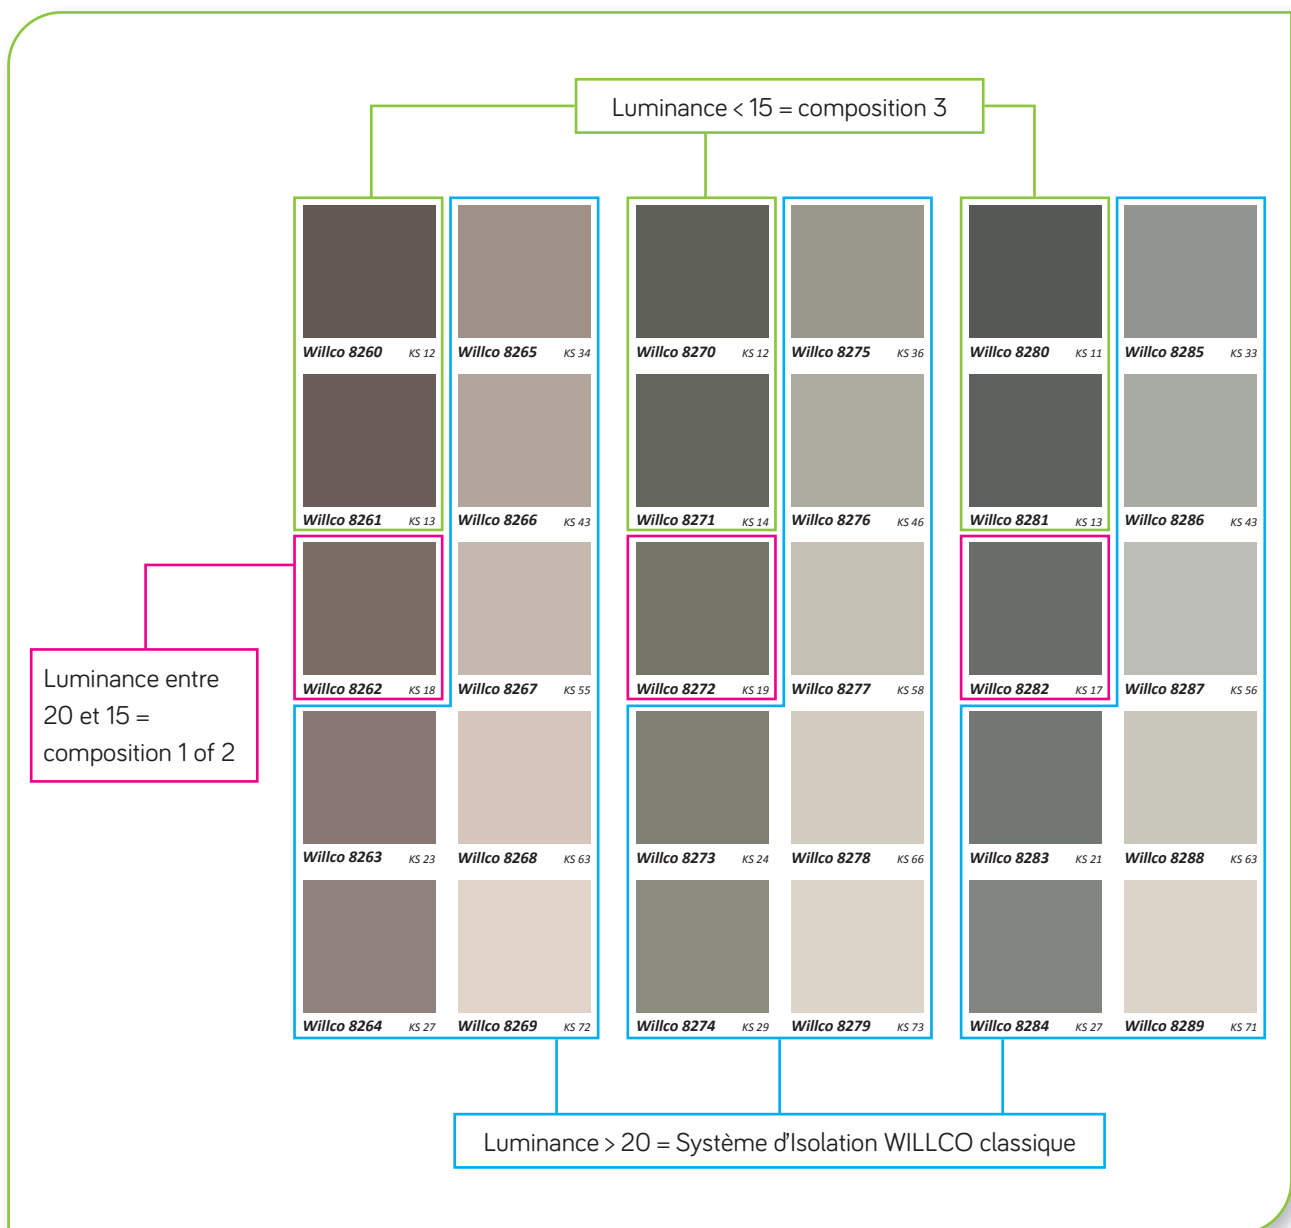 Luminance < 15 = composition 3
Willco 8260 KS 12 Willco 8265 KS 34 Willco 8270 KS 12 Willco 8275 KS 36 Willco 8280 KS 11 Willco 8285 KS 33
Willco 8261 KS 13 Willco 8266 KS 43 Willco 8271 KS 14 Willco 8276 KS 46 Willco 8281 KS 13 Willco 8286 KS 43
Willco 8262 KS 18 Willco 8267 KS 55 Willco 8272 KS 19 Willco 8277 KS 58 Willco 8282 KS 17 Willco 8287 KS 56
Luminance entre
20 et 15 =
composition 1 of 2
Willco 8263 KS 23 Willco 8268 KS 63 Willco 8273 KS 24 Willco 8278 KS 66 Willco 8283 KS 21 Willco 8288 KS 63
Willco 8264 KS 27 Willco 8269 KS 72 Willco 8274 KS 29 Willco 8279 KS 73 Willco 8284 KS 27 Willco 8289 KS 71
Luminance > 20 = Système d'Isolation WILLCO classique